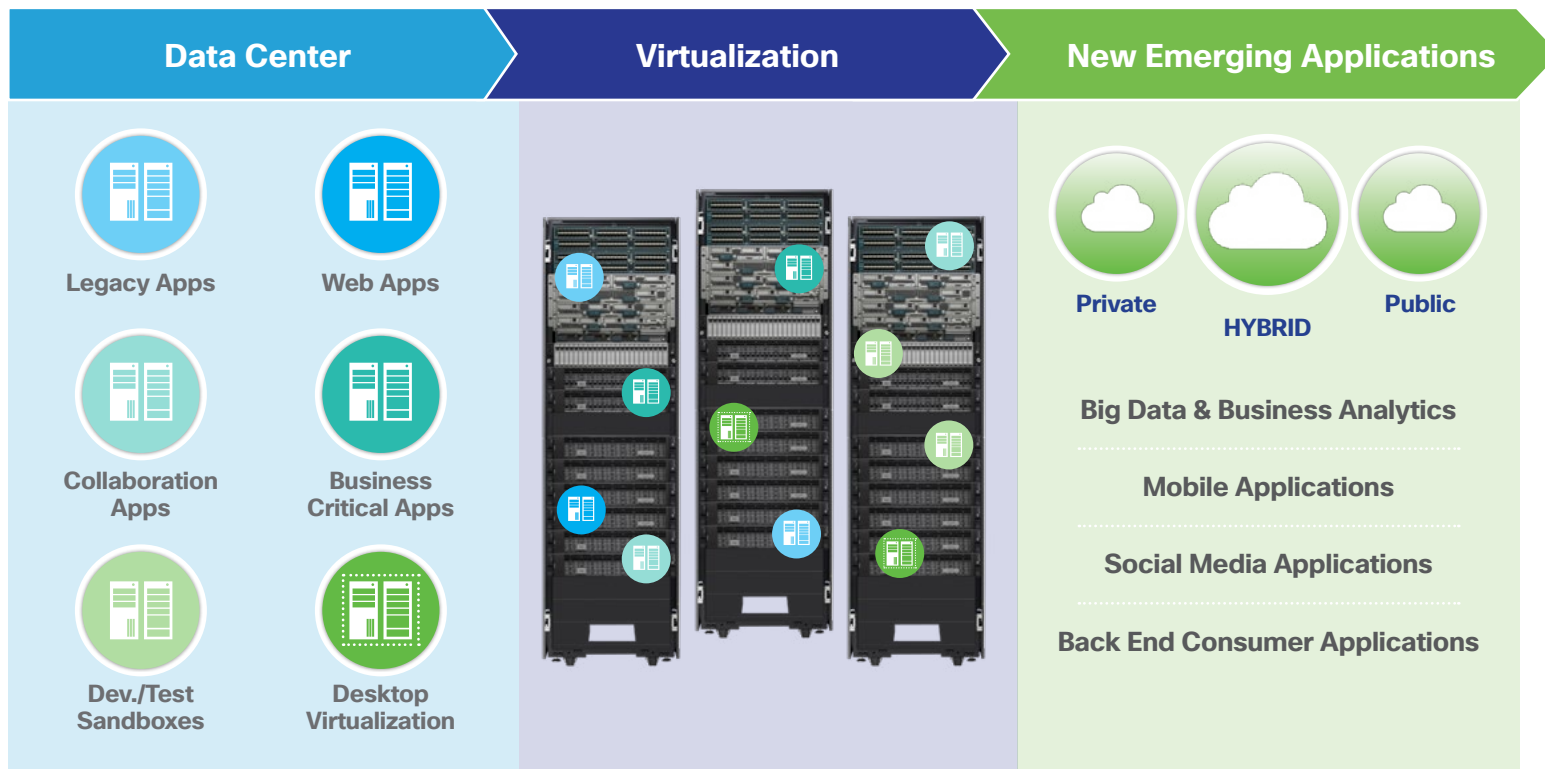 Data Center
Virtualization
New Emerging Applications
Legacy Apps
Web Apps
Collaboration
Apps
Business
Critical Apps
Dev./Test
Sandboxes
Desktop
Virtualization
Private
HYBRID
Public
Big Data & Business Analytics
Mobile Applications
Social Media Applications
Back End Consumer Applications